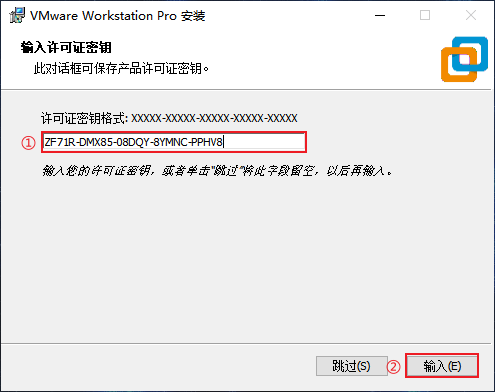 VMware Workstation Pro 安装
输入许可证密钥
此对话框可保存产品许可证密钥。
许可证密钥格式: XXXXX-XXXXX-XXXXX-XXXXX-XXXXX
① ZF71R-DMX85-08DQY-8YMNC-PPHV8
输入您的许可证密钥，或者单击"跳过"将此字段留空，以后再输入。
跳过(S) ② 输入(E)